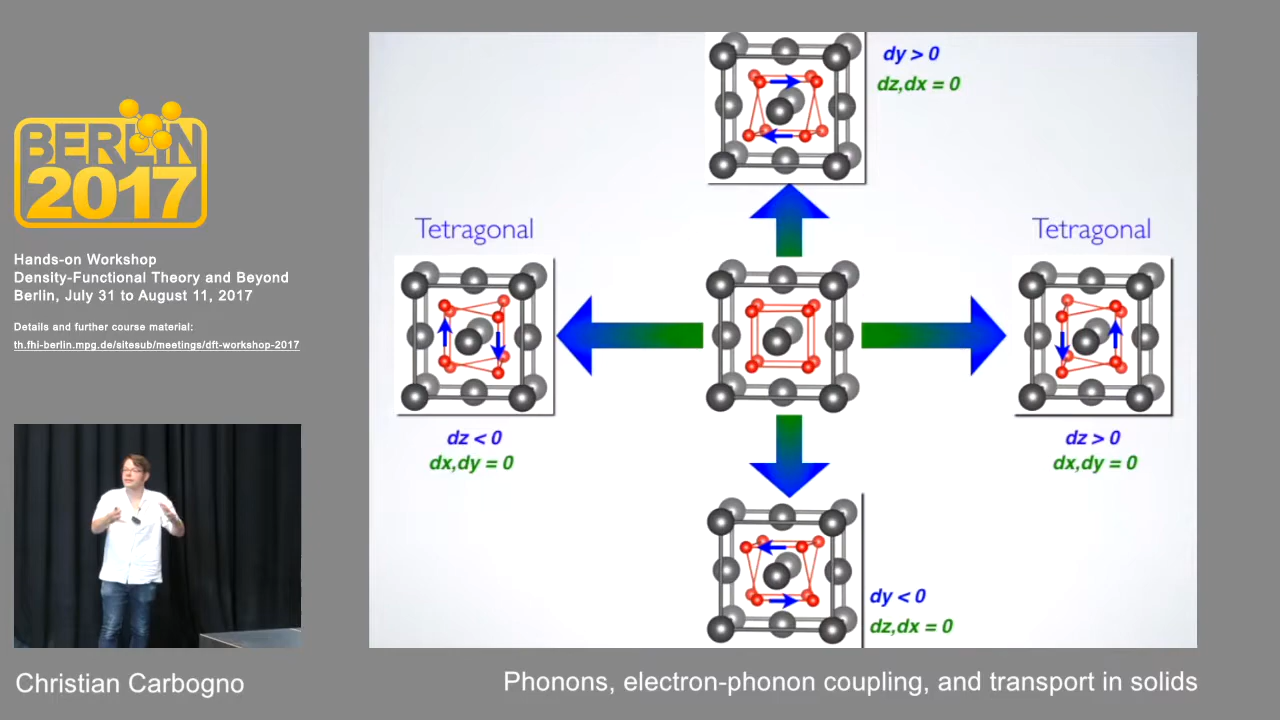 BERLIN
2017
Hands-on Workshop
Density-Functional Theory and Beyond
Berlin, July 31 to August 11, 2017
Details and further course material:
th.fhi-berlin.mpg.de/sitesub/meetings/dft-workshop-2017
dy > 0
dz,dx = 0
Tetragonal
Tetragonal
dz < 0
dx,dy = 0
dz > 0
dx,dy = 0
dy < 0
dz,dx = 0
Christian Carbogno
Phonons, electron-phonon coupling, and transport in solids